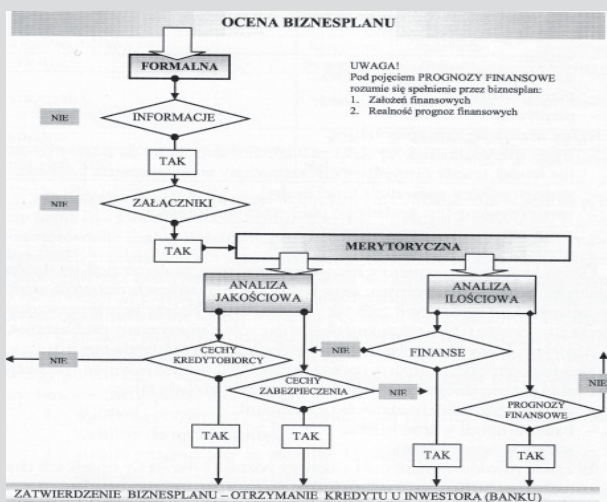 OCENA BIZNESPLANU
FORMALNA
UWAGA!
Pod pojęciem PROGNOZY FINANSOWE
rozumie się spełnienie przez biznesplan:
1. Założeń finansowych
2. Realność prognoz finansowych
NIE
INFORMACJE
TAK
NIE
ZAŁĄCZNIKI
TAK
MERYTORYCZNA
ANALIZA
JAKOŚCIOWA
ANALIZA
ILOŚCIOWA
NIE
CECHY
KREDYTOBIORCY
NIE
FINANSE
NIE
CECHY
ZABEZPIECZENIA
NIE
PROGNOZY
FINANSOWE
TAK
TAK
TAK
TAK
ZATWIERDZENIE BIZNESPLANU – OTRZYMANIE KREDYTU U INWESTORA (BANKU)